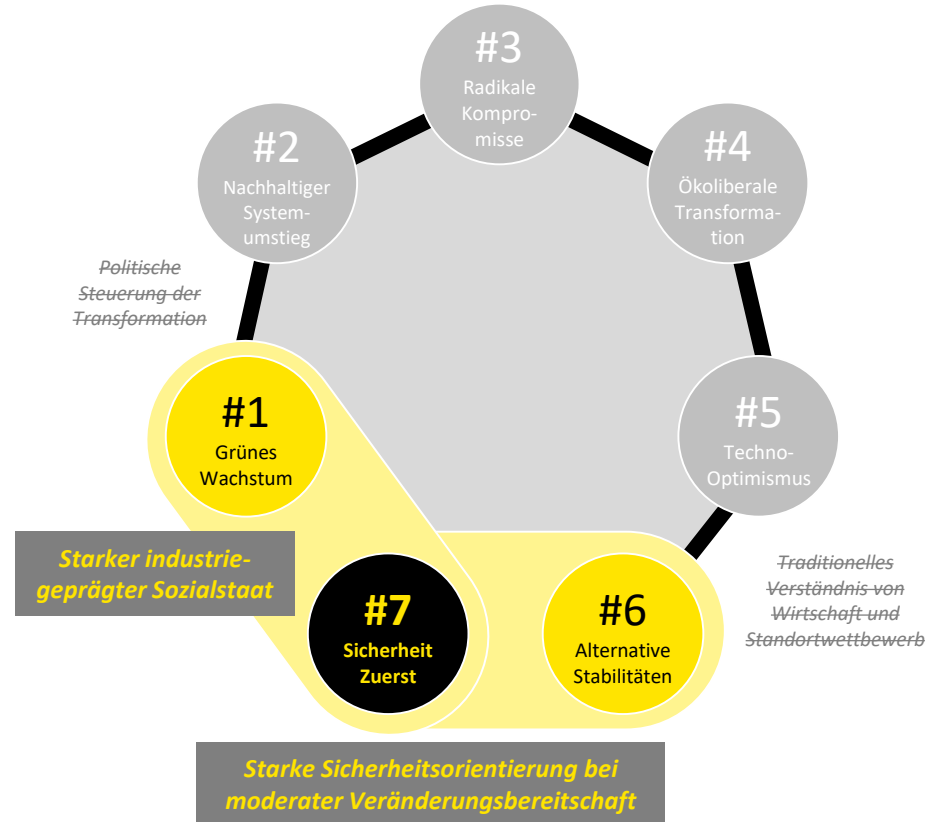 #3
Radikale
Kompro-
misse
#2
Nachhaltiger
System-
umstieg
#4
Ökoliberale
Transforma-
tion
Politische
Steuerung der
Transformation
#1
Grünes
Wachstum
#5
Techno-
Optimismus
Starker industrie-
geprägter Sozialstaat
#7
Sicherheit
Zuerst
#6
Alternative
Stabilitäten
Traditionelles
Verständnis von
Wirtschaft und
Standortwettbewerb
Starke Sicherheitsorientierung bei
moderater Veränderungsbereitschaft